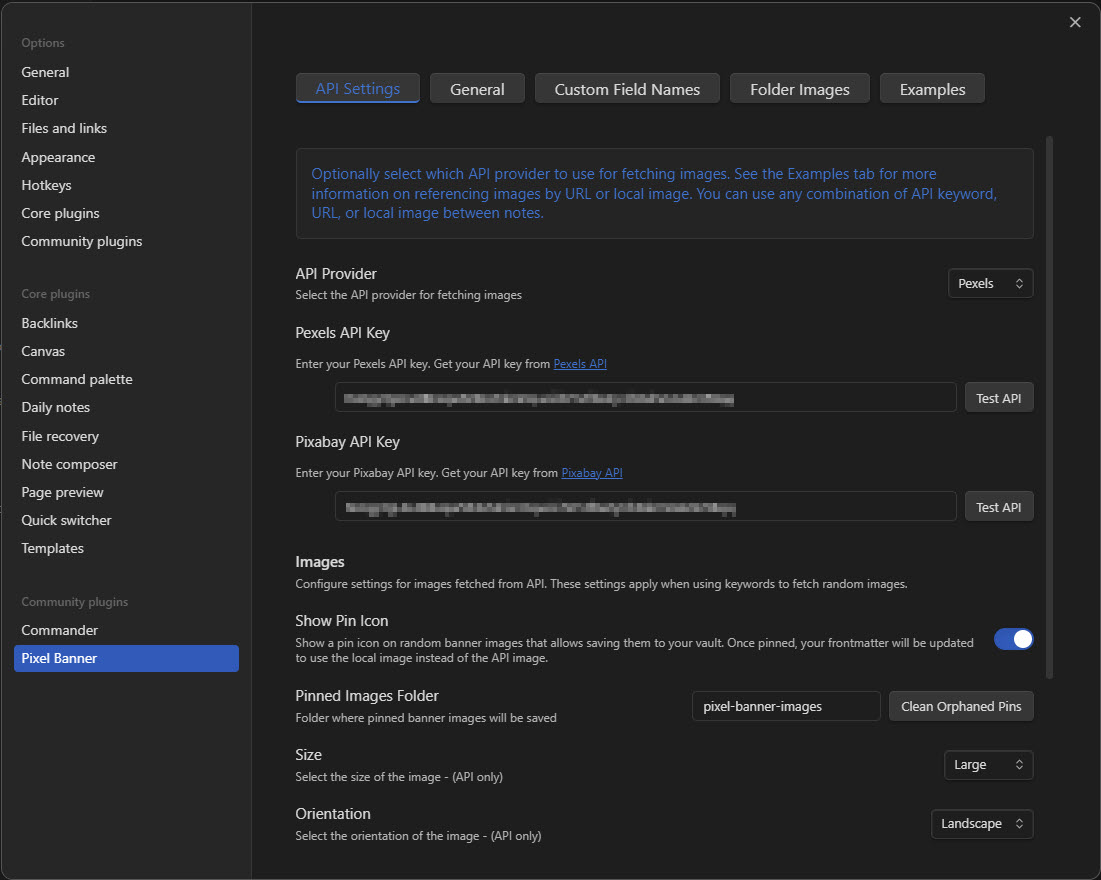 Options
General
Editor
Files and links
Appearance
Hotkeys
Core plugins
Community plugins
Core plugins
Backlinks
Canvas
Command palette
Daily notes
File recovery
Note composer
Page preview
Quick switcher
Templates
Community plugins
Commander
Pixel Banner
API Settings
General
Custom Field Names
Folder Images
Examples
Optionally select which API provider to use for fetching images. See the Examples tab for more
information on referencing images by URL or local image. You can use any combination of API keyword,
URL, or local image between notes.
API Provider
Select the API provider for fetching images
Pexels
Pexels API Key
Enter your Pexels API key. Get your API key from Pexels API
Test API
Pixabay API Key
Enter your Pixabay API key. Get your API key from Pixabay API
Test API
Images
Configure settings for images fetched from API. These settings apply when using keywords to fetch random images.
Show Pin Icon
Show a pin icon on random banner images that allows saving them to your vault. Once pinned, your frontmatter will be updated
to use the local image instead of the API image.
Pinned Images Folder
Folder where pinned banner images will be saved
pixel-banner-images
Clean Orphaned Pins
Size
Select the size of the image - (API only)
Large
Orientation
Select the orientation of the image - (API only)
Landscape